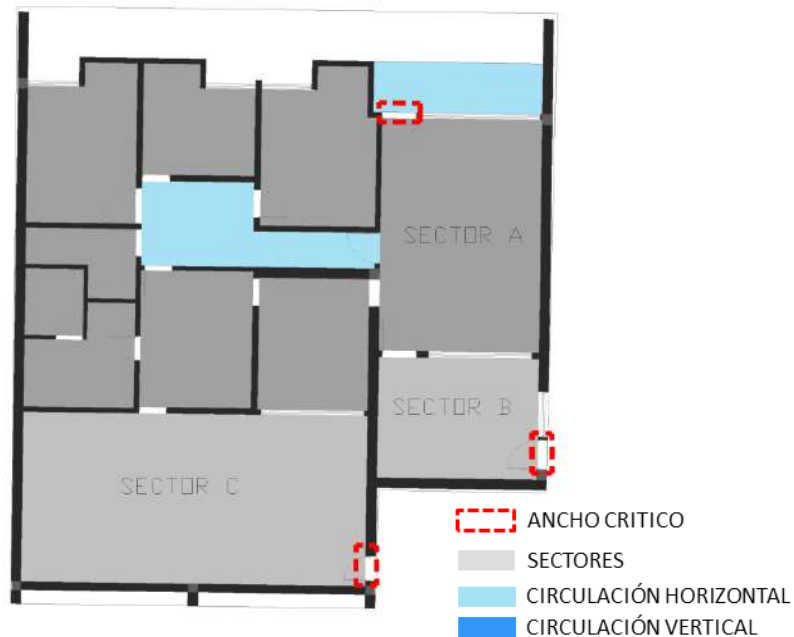 SECTOR A
SECTOR B
SECTOR C
ANCHO CRITICO
SECTORES
CIRCULACIÓN HORIZONTAL
CIRCULACIÓN VERTICAL